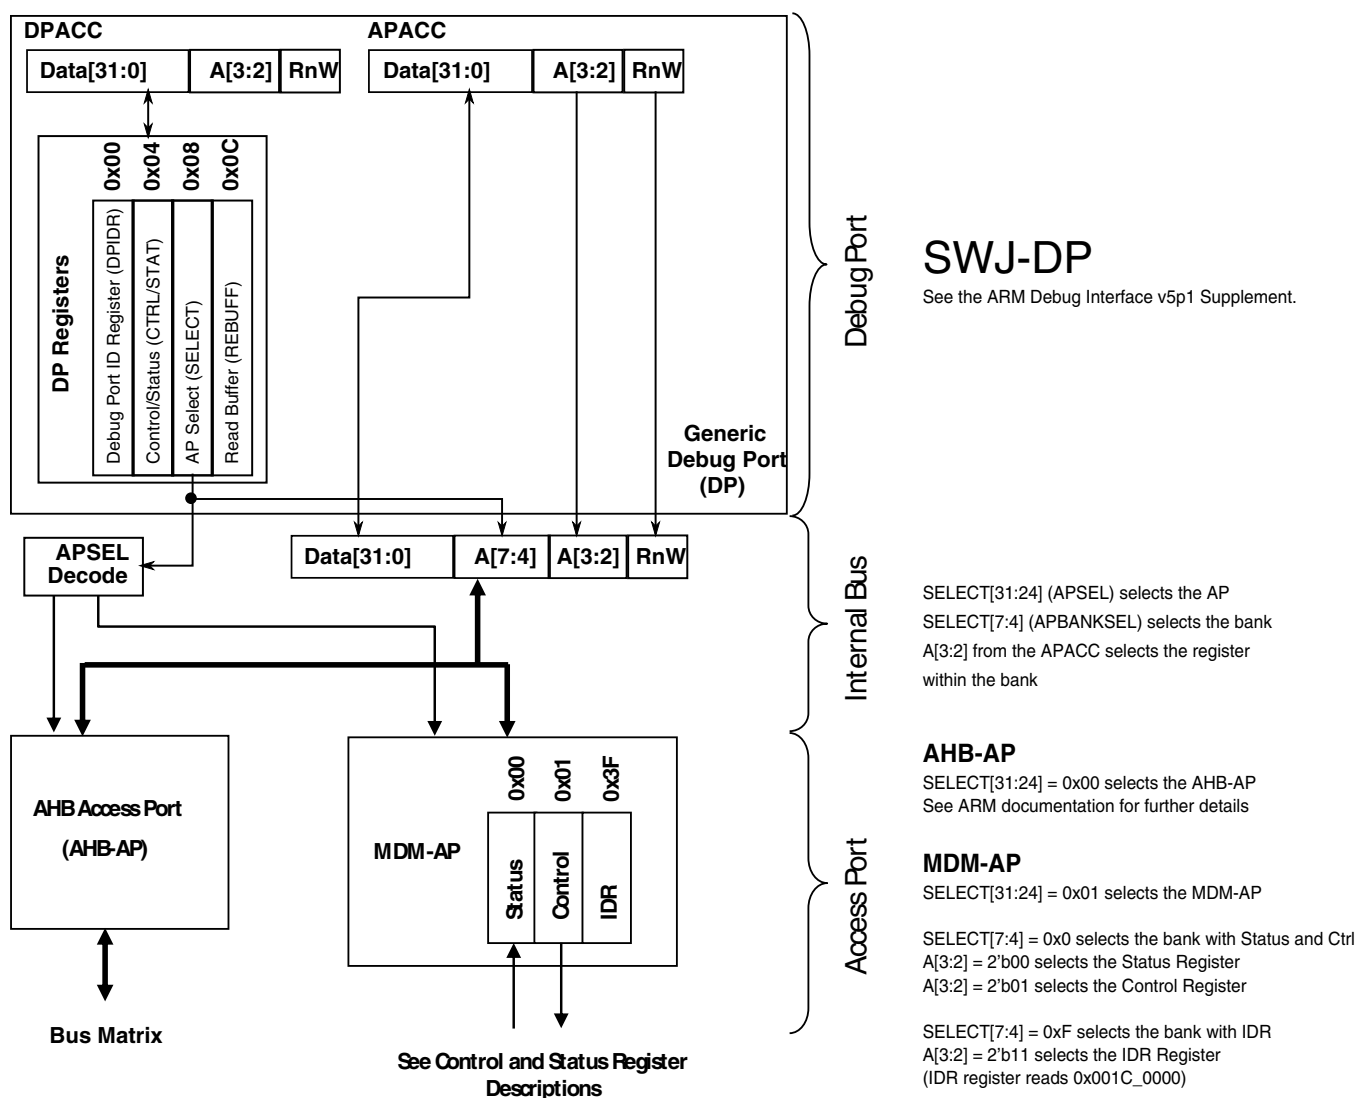 DPACC
APACC
Data[31:0] A[3:2] RnW
Data[31:0] A[3:2] RnW
0x00
0x04
0x08
0x0C
DP Registers
Debug Port ID Register (DPIDR)
Control/Status (CTRL/STAT)
AP Select (SELECT)
Read Buffer (REBUFF)
Generic
Debug Port
(DP)
Debug Port
SWJ-DP
See the ARM Debug Interface v5p1 Supplement.
APSEL
Decode
Data[31:0] A[7:4] A[3:2] RnW
Internal Bus
SELECT[31:24] (APSEL) selects the AP
SELECT[7:4] (APBANKSEL) selects the bank
A[3:2] from the APACC selects the register
within the bank
AHB Access Port
(AHB-AP)
Bus Matrix
MDM-AP
0x00
0x01
0x3F
Status
Control
IDR
See Control and Status Register
Descriptions
Access Port
AHB-AP
SELECT[31:24] = 0x00 selects the AHB-AP
See ARM documentation for further details
MDM-AP
SELECT[31:24] = 0x01 selects the MDM-AP
SELECT[7:4] = 0x0 selects the bank with Status and Ctrl
A[3:2] = 2'b00 selects the Status Register
A[3:2] = 2'b01 selects the Control Register
SELECT[7:4] = 0xF selects the bank with IDR
A[3:2] = 2'b11 selects the IDR Register
(IDR register reads 0x001C_0000)